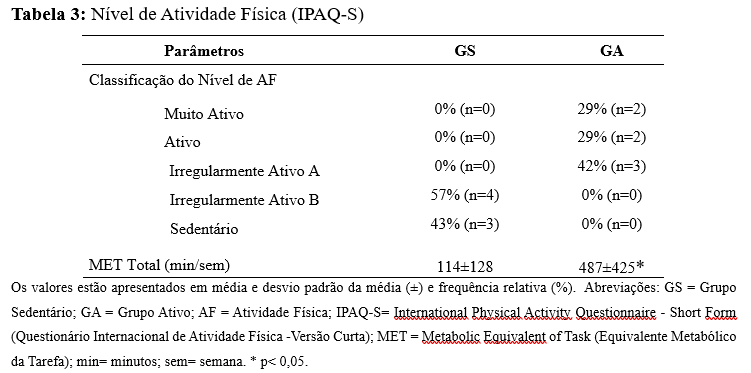 Tabela 3: Nível de Atividade Física (IPAQ-S)
Parâmetros GS GA
Classificação do Nível de AF
Muito Ativo 0% (n=0) 29% (n=2)
Ativo 0% (n=0) 29% (n=2)
Irregularmente Ativo A 0% (n=0) 42% (n=3)
Irregularmente Ativo B 57% (n=4) 0% (n=0)
Sedentário 43% (n=3) 0% (n=0)
MET Total (min/sem) 114±128 487±425*
Os valores estão apresentados em média e desvio padrão da média (±) e frequência relativa (%). Abreviações: GS = Grupo
Sedentário; GA = Grupo Ativo; AF = Atividade Física; IPAQ-S= International Physical Activity Questionnaire - Short Form
(Questionário Internacional de Atividade Física -Versão Curta); MET = Metabolic Equivalent of Task (Equivalente Metabólico
da Tarefa); min= minutos; sem= semana. * p< 0,05.